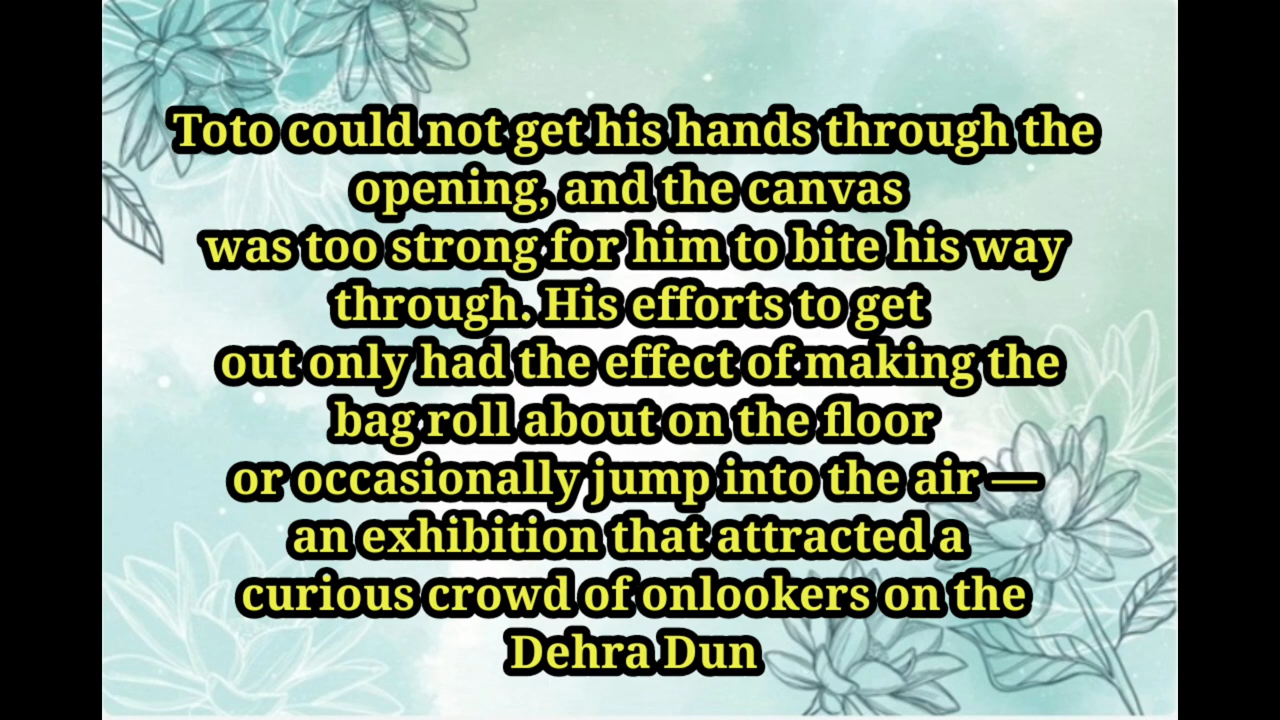 Toto could not get his hands through the
opening, and the canvas
was too strong for him to bite his way
through. His efforts to get
out only had the effect of making the
bag roll about on the floor
or occasionally jump into the air —
an exhibition that attracted a
curious crowd of onlookers on the
Dehra Dun